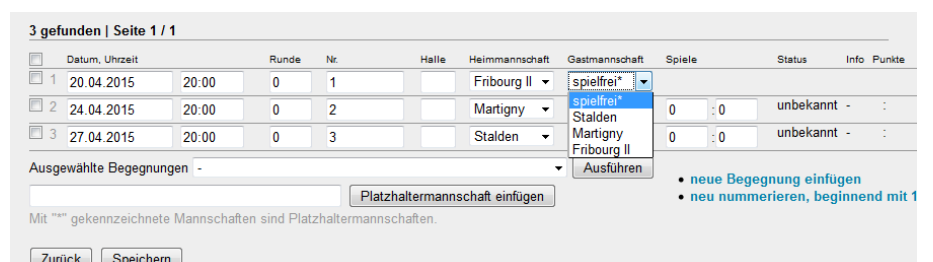 3 gefunden | Seite 1 / 1
Datum, Uhrzeit Runde Nr. Halle Heimmannschaft Gastmannschaft Spiele Status Info Punkte
1 20.04.2015 20:00 0 1 Fribourg II spielfrei*
2 24.04.2015 20:00 0 2 Martigny 0 : 0 unbekannt - :
3 27.04.2015 20:00 0 3 Stalden 0 : 0 unbekannt - :
spielfrei*
Stalden
Martigny
Fribourg II
Ausgewählte Begegnungen - Ausführen
Platzhaltermannschaft einfügen
Mit "*" gekennzeichnete Mannschaften sind Platzhaltermannschaften.
• neue Begegnung einfügen
• neu nummerieren, beginnend mit 1
Zurück Speichern